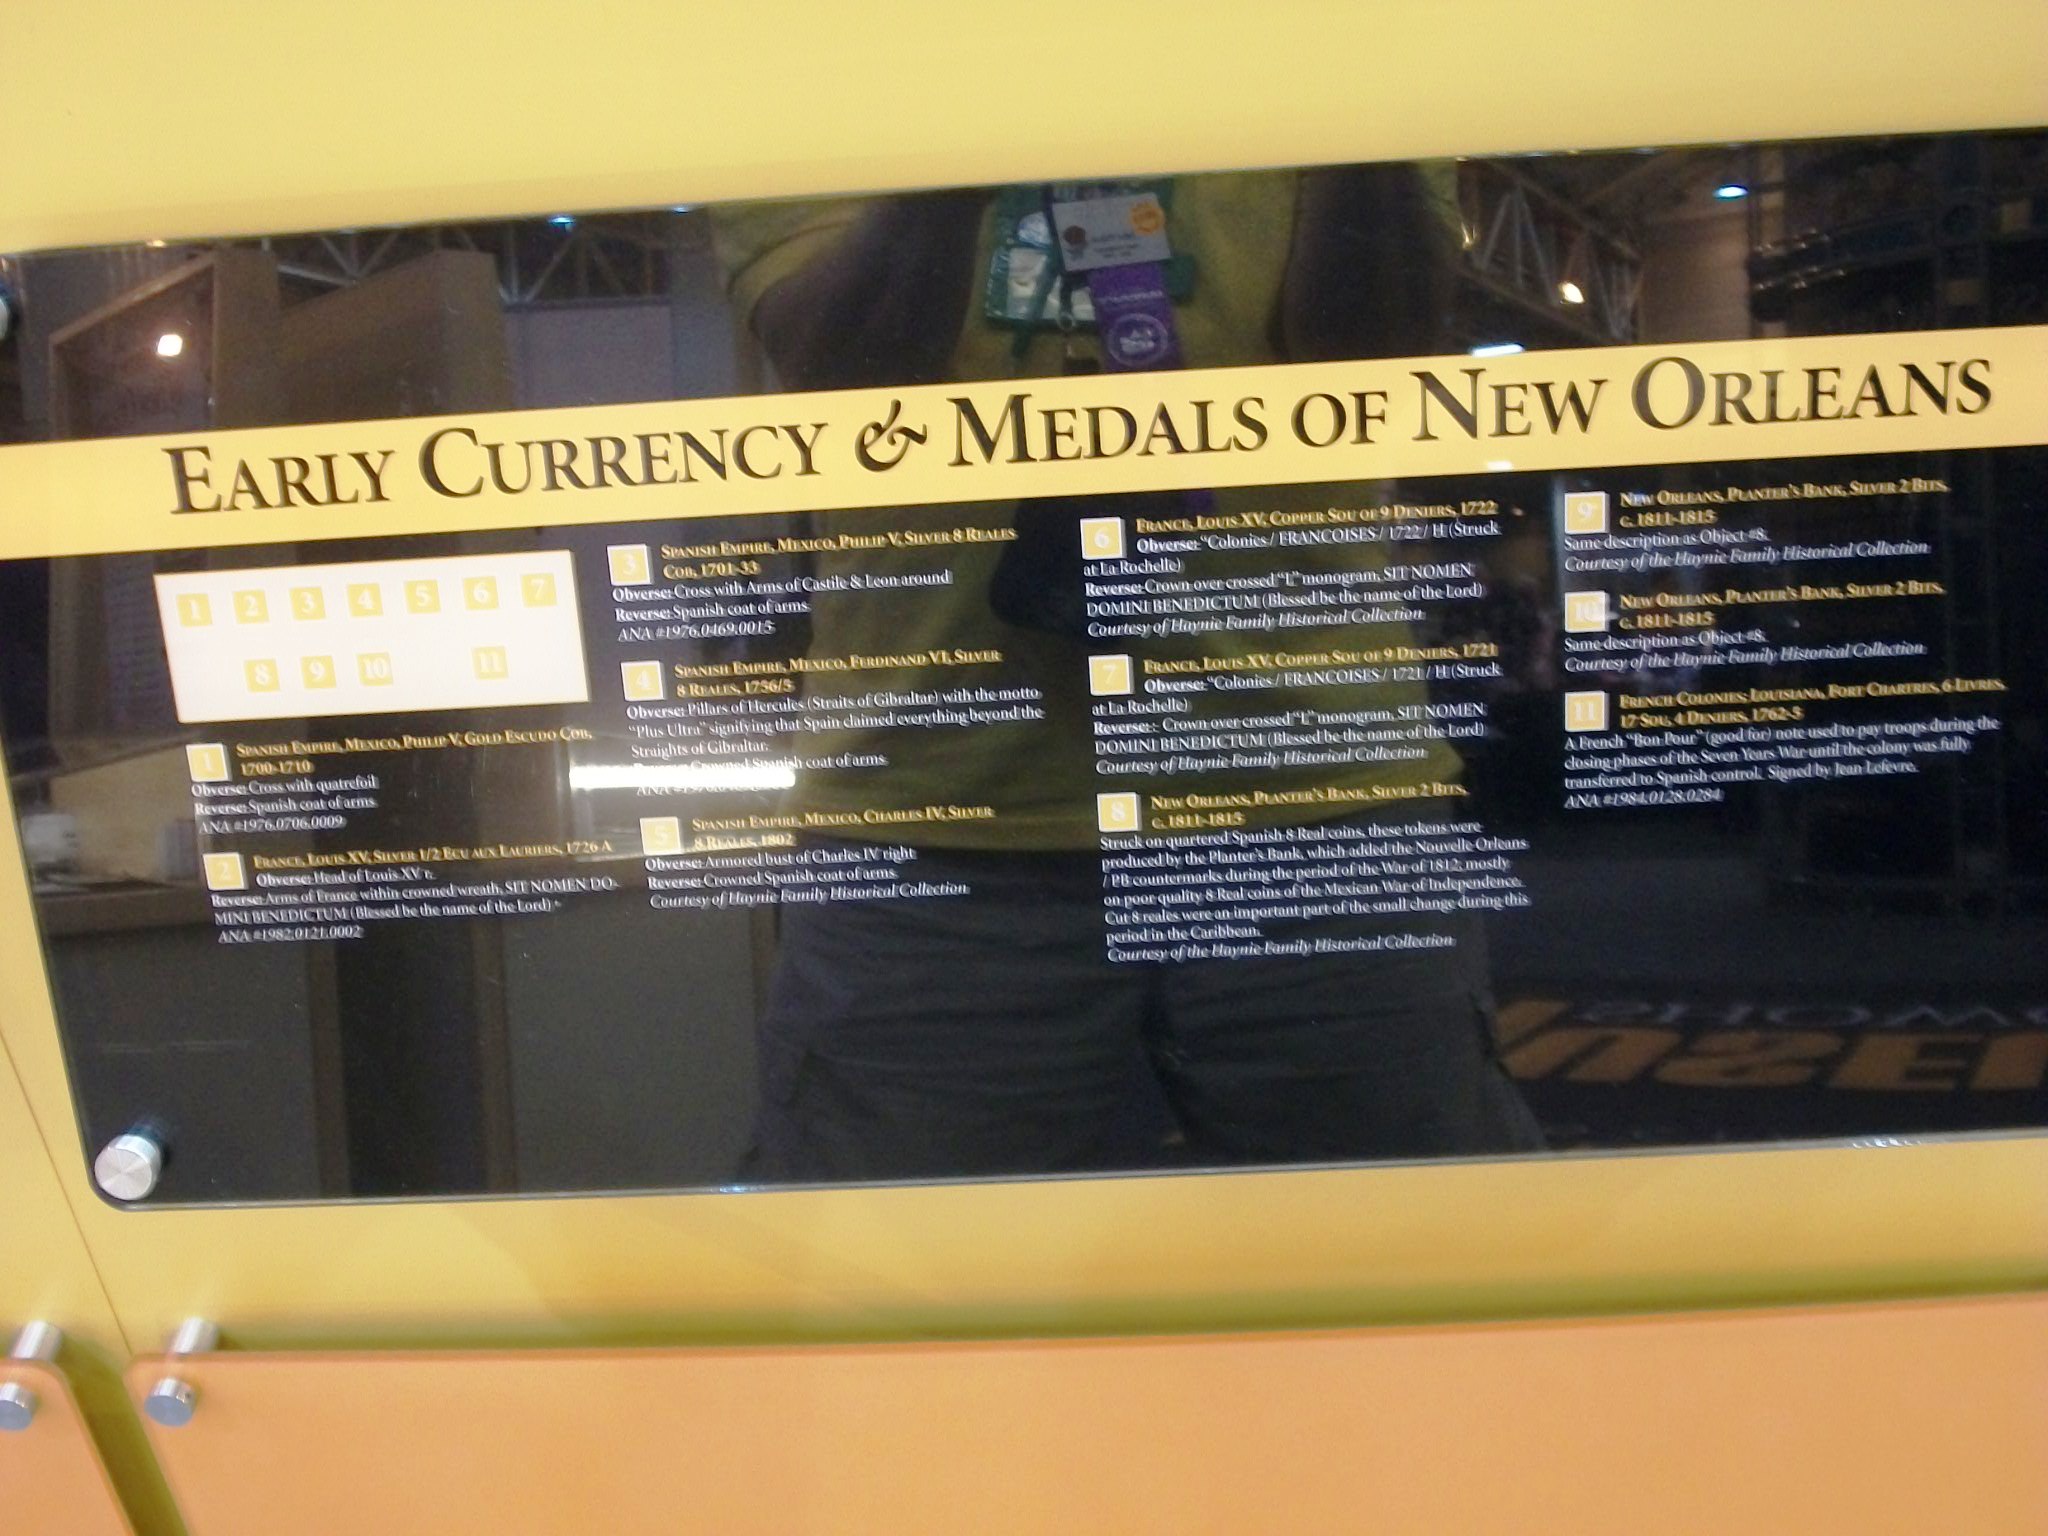 EARLY CURRENCY & MEDALS OF NEW ORLEANS
1 2 3 4 5 6 7
8 9 10 11
1 SPANISH EMPIRE, MEXICO, PHILIP V, GOLD ESCUDO COB,
1700-1710
Obverse: Cross with quatrefoil
Reverse: Spanish coat of arms
ANA #1976.0706.0009
2 FRANCE, LOUIS XV, SILVER 1/2 ECU AUX LAURIERS, 1726 A
Obverse: Head of Louis XV r.
Reverse: Arms of France within crowned wreath, SIT NOMEN DO-
MINI BENEDICTUM (Blessed be the name of the Lord)
ANA #1982.0121.0002
3 SPANISH EMPIRE, MEXICO, PHILIP V, SILVER 8 REALES
COB, 1701-33
Obverse: Cross with Arms of Castile & Leon around
Reverse: Spanish coat of arms
ANA #1976.0469.0015
4 SPANISH EMPIRE, MEXICO, FERDINAND VI, SILVER
8 REALES, 1756/5
Obverse: Pillars of Hercules (Straits of Gibraltar) with the motto
"Plus Ultra" signifying that Spain claimed everything beyond the
Straights of Gibraltar.
Reverse: Crowned Spanish coat of arms.
5 SPANISH EMPIRE, MEXICO, CHARLES IV, SILVER
8 REALES, 1802
Obverse: Armored bust of Charles IV right
Reverse: Crowned Spanish coat of arms.
Courtesy of Haynie Family Historical Collection
6 FRANCE, LOUIS XV, COPPER SOU OF 9 DENIERS, 1722
Obverse: "Colonies / FRANCOISES / 1722 / H (Struck
at La Rochelle)
Reverse: Crown over crossed "L" monogram, SIT NOMEN
DOMINI BENEDICTUM (Blessed be the name of the Lord)
Courtesy of Haynie Family Historical Collection
7 FRANCE, LOUIS XV, COPPER SOU OF 9 DENIERS, 1721
Obverse: "Colonies / FRANCOISES / 1721 / H (Struck
at La Rochelle)
Reverse: - Crown over crossed "L" monogram, SIT NOMEN
DOMINI BENEDICTUM (Blessed be the name of the Lord)
Courtesy of Haynie Family Historical Collection
8 NEW ORLEANS, PLANTER'S BANK, SILVER 2 BITS,
c. 1811-1815
Struck on quartered Spanish 8 Real coins, these tokens were
produced by the Planter's Bank, which added the Nouvelle Orleans
/ PB countermarks during the period of the War of 1812, mostly
on poor quality 8 Real coins of the Mexican War of Independence.
Cut 8 reales were an important part of the small change during this
period in the Caribbean.
Courtesy of the Haynie Family Historical Collection
9 NEW ORLEANS, PLANTER'S BANK, SILVER 2 BITS,
c. 1811-1815
Same description as Object #8.
Courtesy of the Haynie Family Historical Collection
10 NEW ORLEANS, PLANTER'S BANK, SILVER 2 BITS,
c. 1811-1815
Same description as Object #8.
Courtesy of the Haynie Family Historical Collection
11 FRENCH COLONIES: LOUISIANA, FORT CHARTRES, 6 LIVRES,
17 SOU, 4 DENIERS, 1762-3
A French "Bon Pour" (good for) note used to pay troops during the
closing phases of the Seven Years War until the colony was fully
transferred to Spanish control. Signed by Jean Lefevre.
ANA #1984.0128.0284